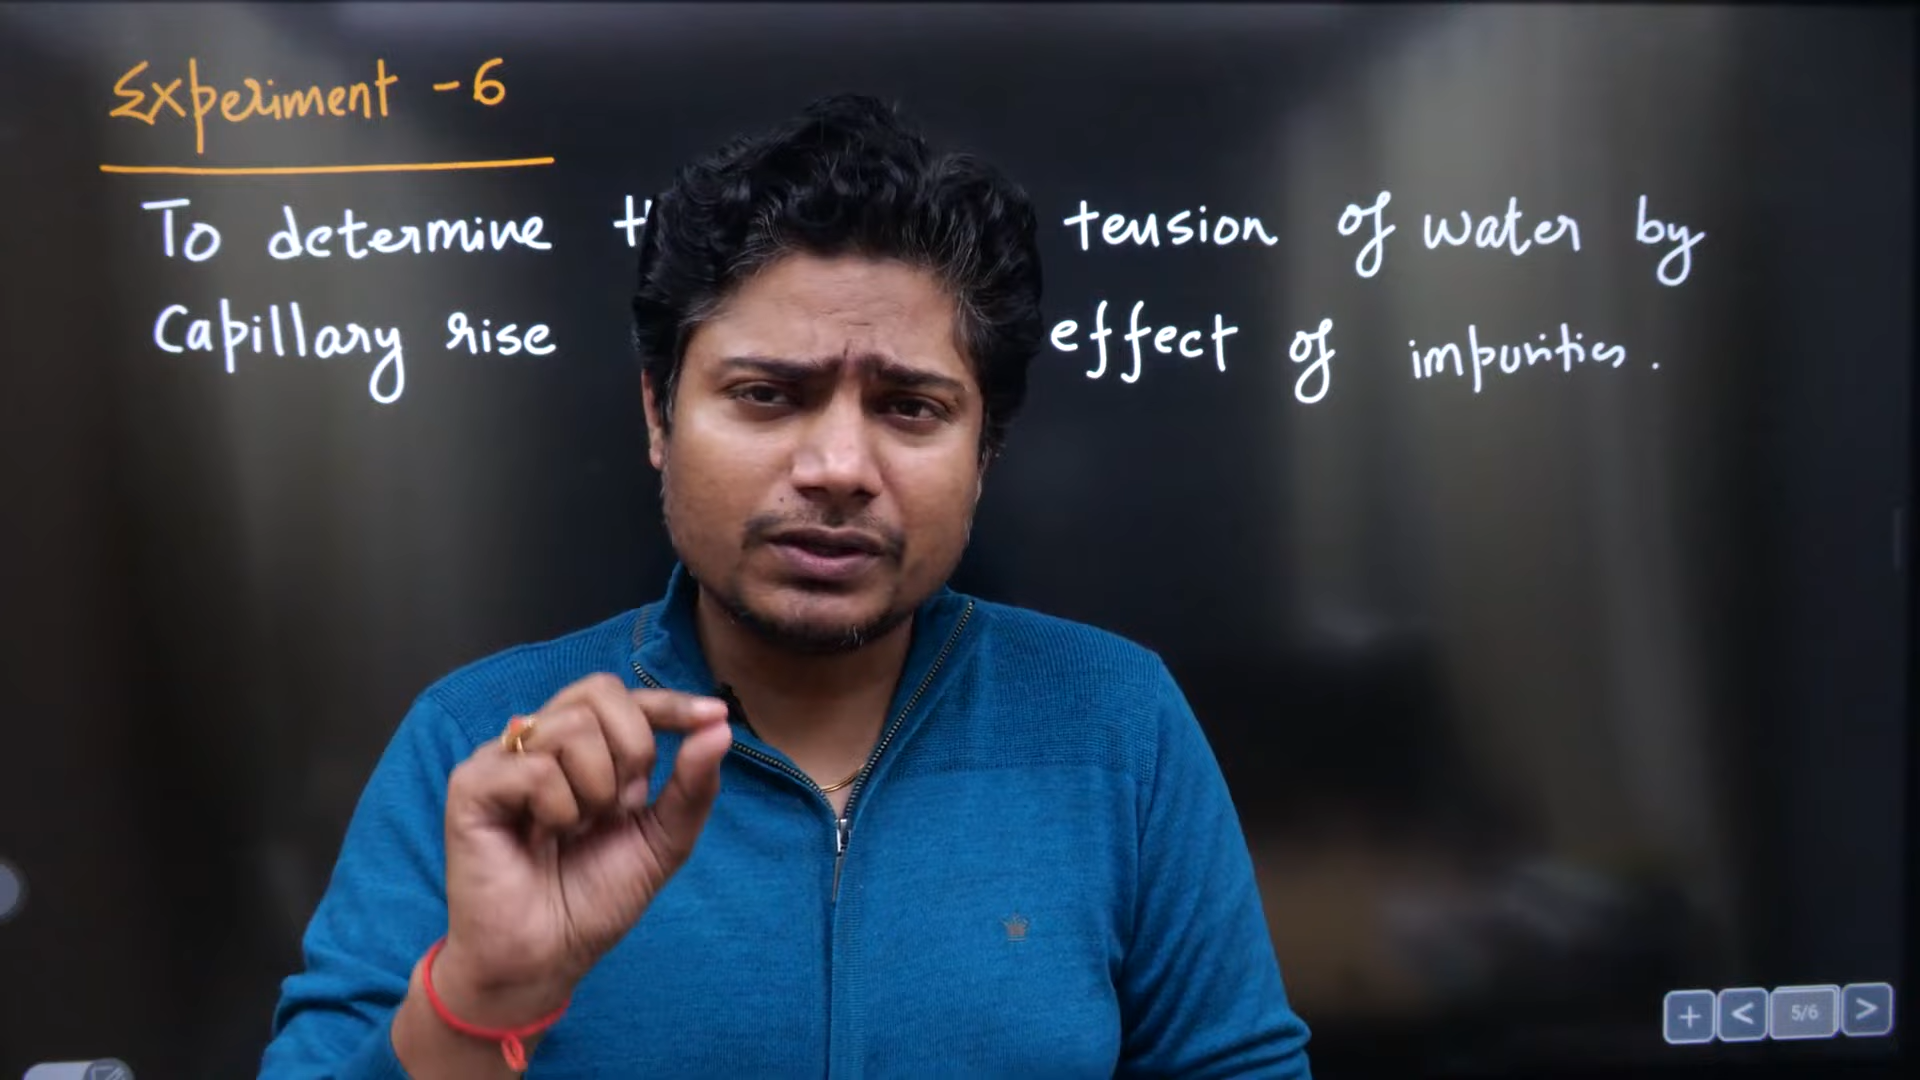 Experiment - 6
To determine tension of water by
Capillary rise effect of impurities.
+ < 5/6 >